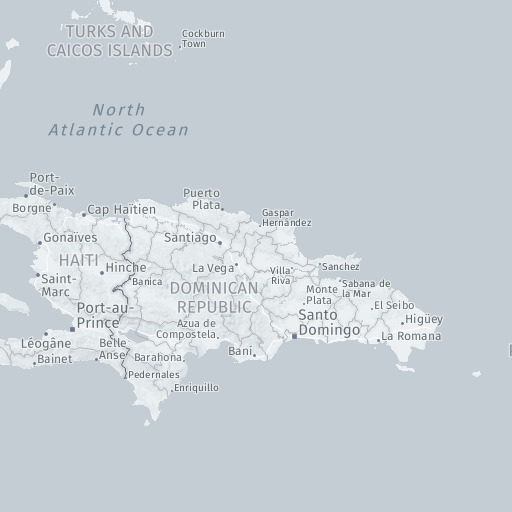 TURKS AND
CAICOS ISLANDS
Cockburn
Town
North
Atlantic Ocean
Port-
de-Paix
Borgne
Cap Haïtien
Puerto
Plata
Gaspar
Hernández
Gonaïves
Santiago
HAITI
Hinche
La Vega
Villa
Riva
Sanchez
Saint-
Marc
Banica
DOMINICAN
REPUBLIC
Monte
Plata
Sabana de
la Mar
El Seibo
Port-au-
Prince
Azua de
Compostela
Santo
Domingo
Higüey
La Romana
Léogâne
Belle
Anse
Bainet
Barahona
Bani
Pedernales
Enriquillo